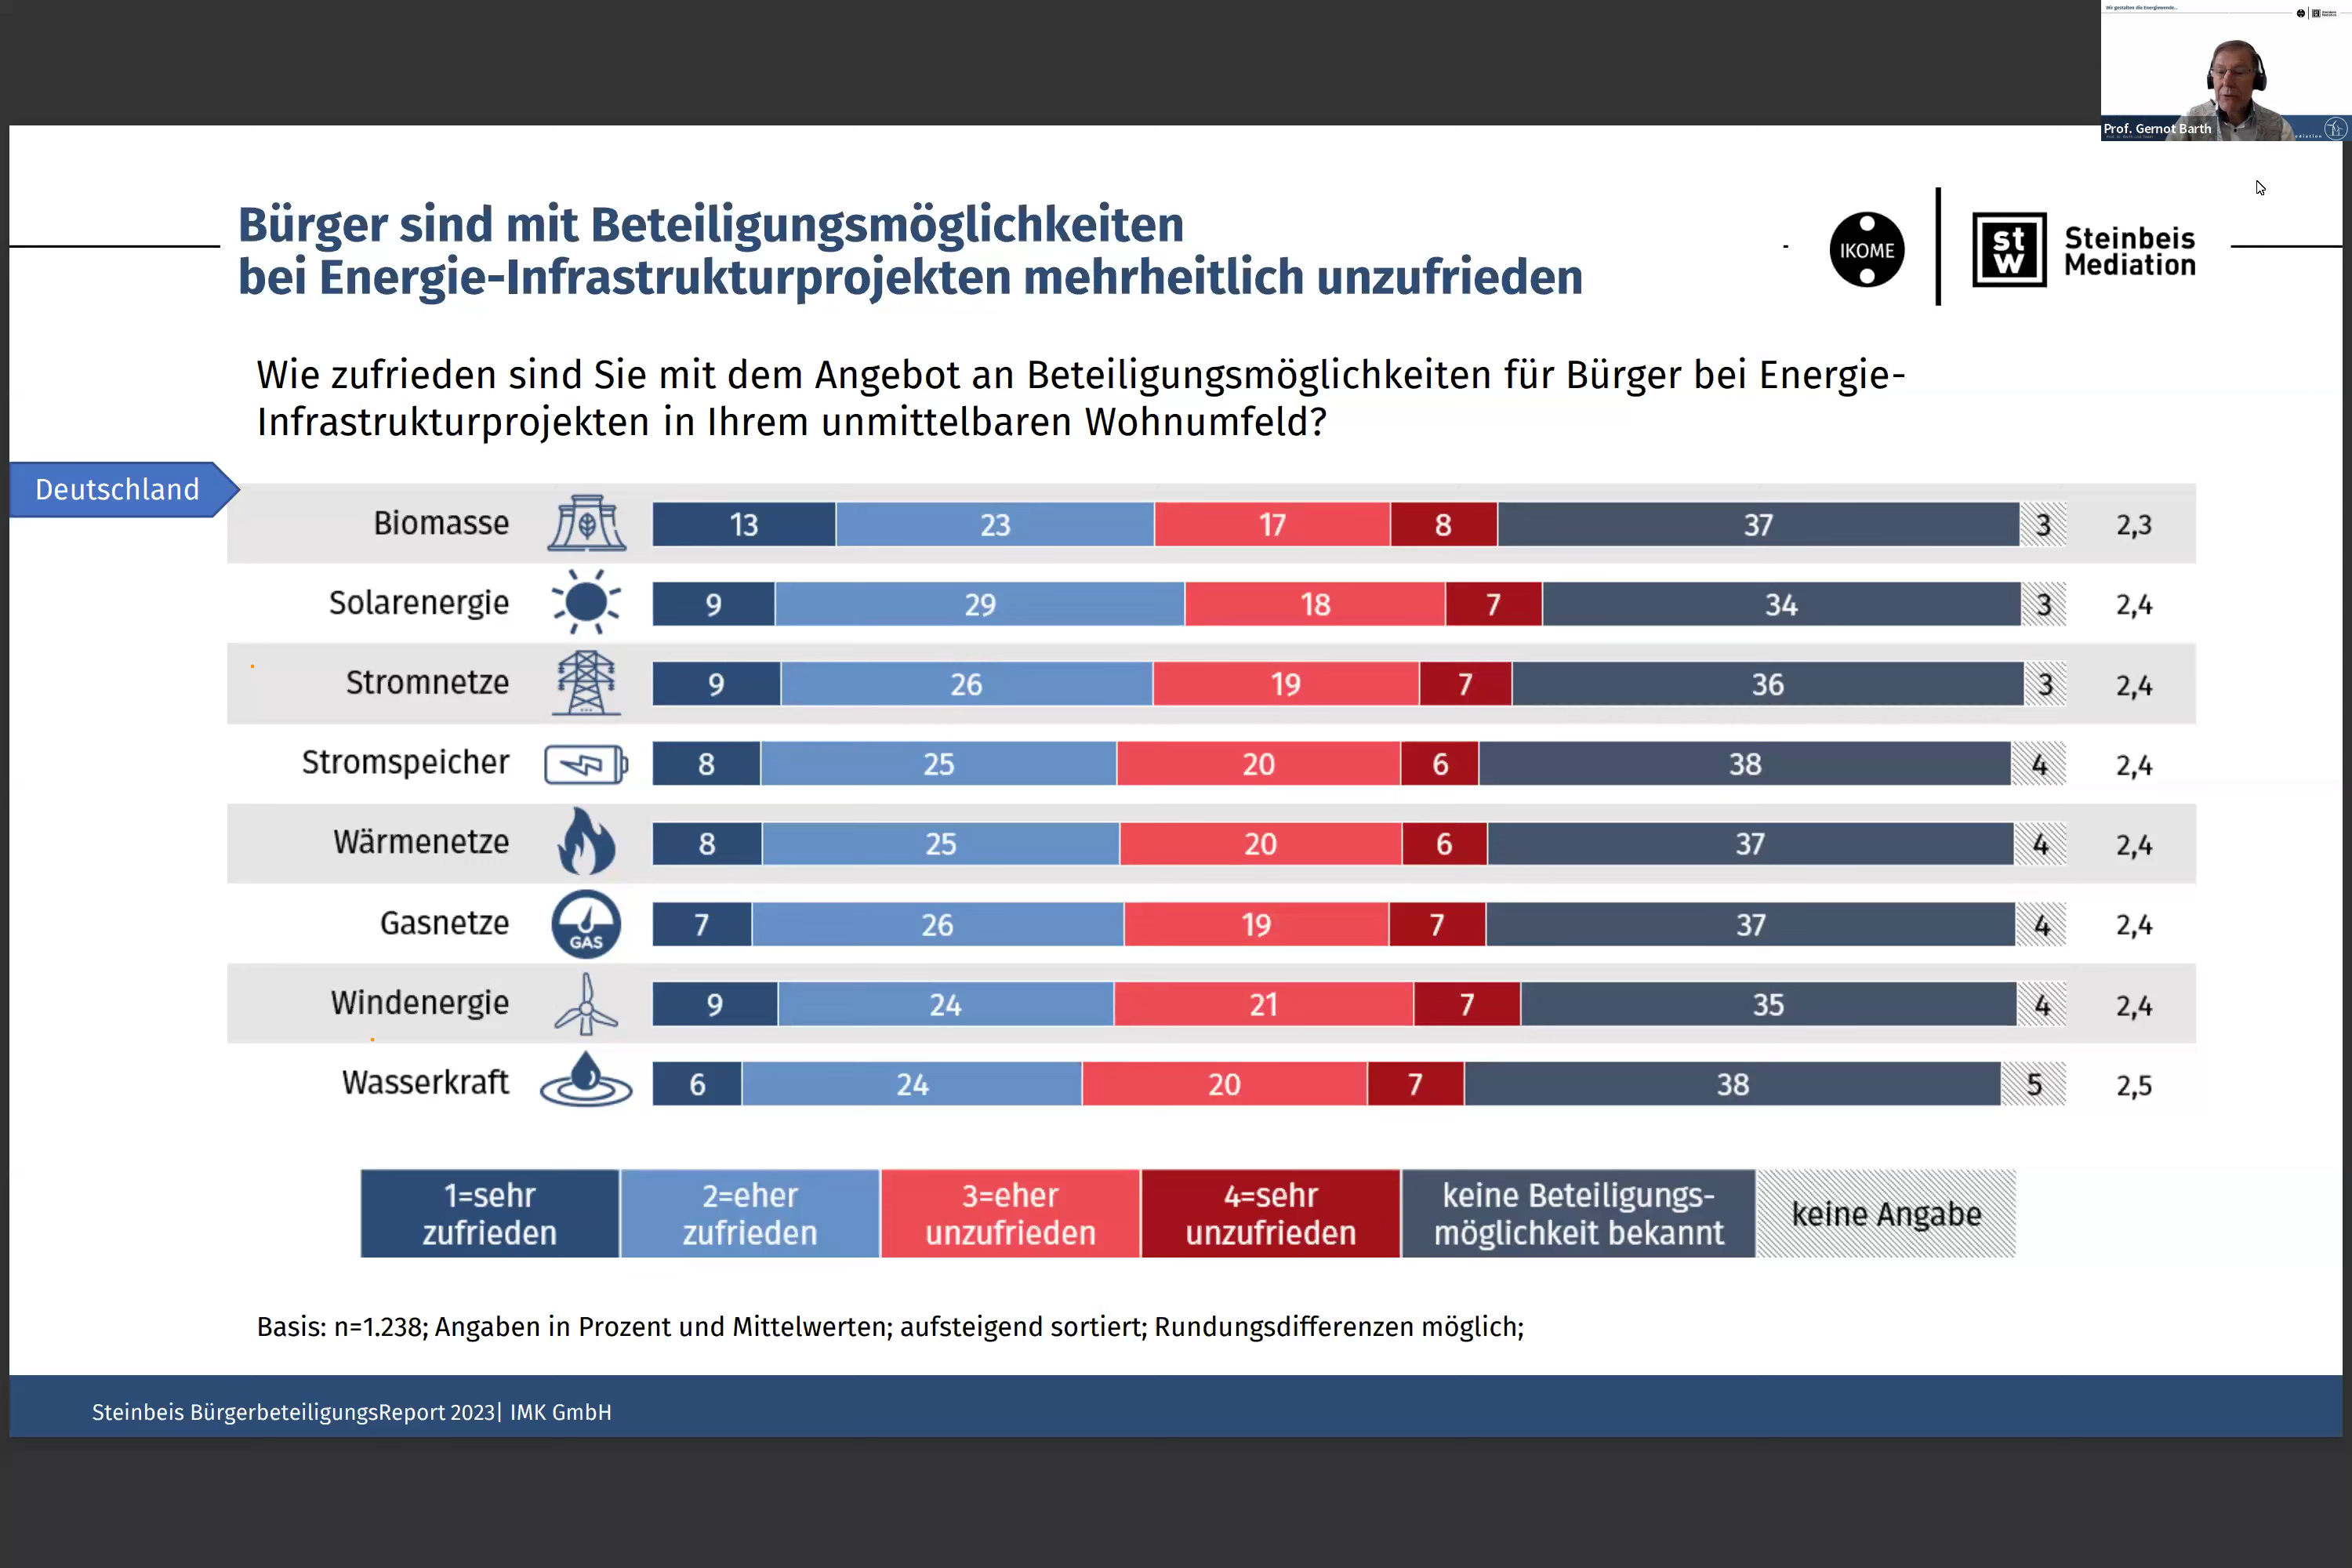 Wir gestalten die Energiewende...
Prof. Gernot Barth
Bürger sind mit Beteiligungsmöglichkeiten
bei Energie-Infrastrukturprojekten mehrheitlich unzufrieden
IKOME
st
W
Steinbeis
Mediation
Wie zufrieden sind Sie mit dem Angebot an Beteiligungsmöglichkeiten für Bürger bei Energie-
Infrastrukturprojekten in Ihrem unmittelbaren Wohnumfeld?
Deutschland
Biomasse 13 23 17 8 37 3 2,3
Solarenergie 9 29 18 7 34 3 2,4
Stromnetze 9 26 19 7 36 3 2,4
Stromspeicher 8 25 20 6 38 4 2,4
Wärmenetze 8 25 20 6 37 4 2,4
Gasnetze GAS 7 26 19 7 37 4 2,4
Windenergie 9 24 21 7 35 4 2,4
Wasserkraft 6 24 20 7 38 5 2,5
1=sehr
zufrieden
2=eher
zufrieden
3=eher
unzufrieden
4=sehr
unzufrieden
keine Beteiligungs-
möglichkeit bekannt
keine Angabe
Basis: n=1.238; Angaben in Prozent und Mittelwerten; aufsteigend sortiert; Rundungsdifferenzen möglich;
Steinbeis BürgerbeteiligungsReport 2023| IMK GmbH